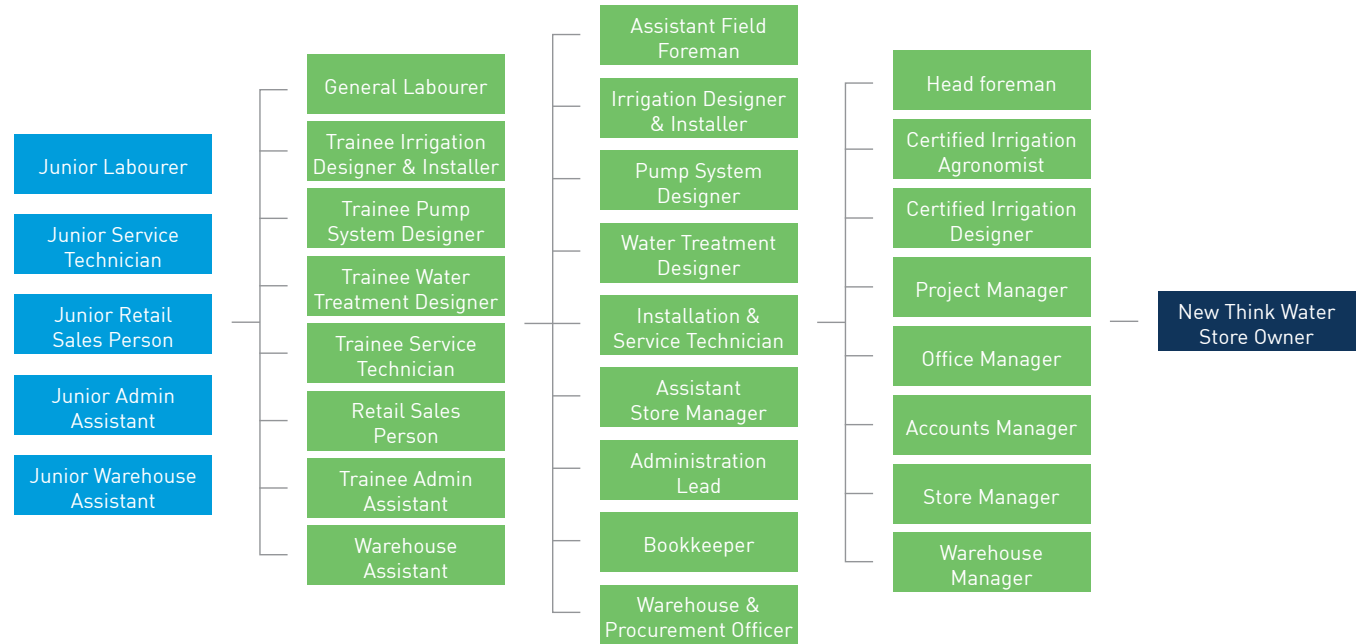 Junior Labourer
Junior Service
Technician
Junior Retail
Sales Person
Junior Admin
Assistant
Junior Warehouse
Assistant
General Labourer
Trainee Irrigation
Designer & Installer
Trainee Pump
System Designer
Trainee Water
Treatment Designer
Trainee Service
Technician
Retail Sales
Person
Trainee Admin
Assistant
Warehouse
Assistant
Assistant Field
Foreman
Irrigation Designer
& Installer
Pump System
Designer
Water Treatment
Designer
Installation &
Service Technician
Assistant
Store Manager
Administration
Lead
Bookkeeper
Warehouse &
Procurement Officer
Head foreman
Certified Irrigation
Agronomist
Certified Irrigation
Designer
Project Manager
Office Manager
Accounts Manager
Store Manager
Warehouse
Manager
New Think Water
Store Owner